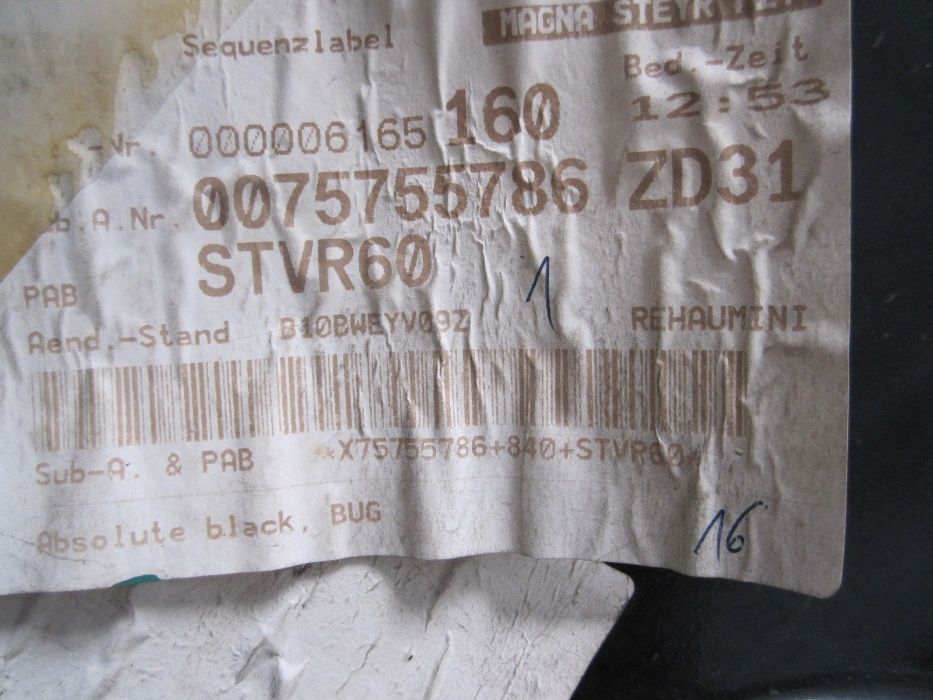 MAGNA STEYR
Sequenzlabel
Bed.-Zeit
12:53
-Nr. 000006165 160
b.A.Nr. 0075755786 ZD31
STVR60
PAB
1
Aend.-Stand B10BWEYV09Z REHAUMINI
Sub-A. & PAB *X75755786+840+STVR60*
Absolute black, BUG
16